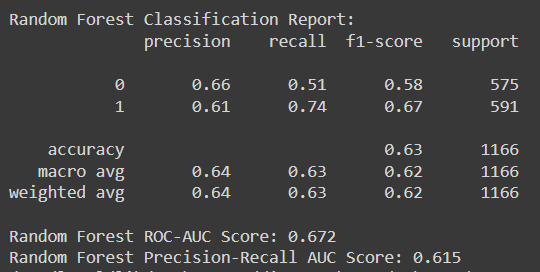 Random Forest Classification Report:
              precision    recall  f1-score   support

           0       0.66      0.51      0.58       575
           1       0.61      0.74      0.67       591

    accuracy                           0.63      1166
   macro avg       0.64      0.63      0.62      1166
weighted avg       0.64      0.63      0.62      1166

Random Forest ROC-AUC Score: 0.672
Random Forest Precision-Recall AUC Score: 0.615